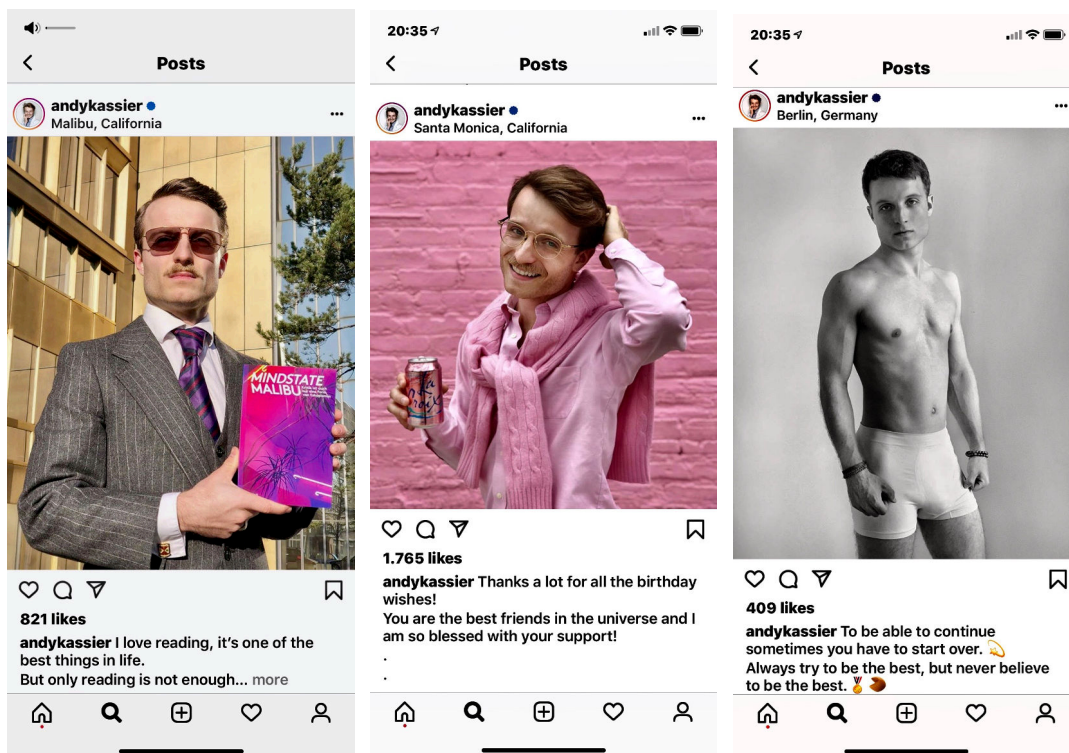 Posts
andykassier
Malibu, California
MINDSTATE
MALIBU
821 likes
andykassier I love reading, it's one of the
best things in life.
But only reading is not enough... more
20:35
Posts
andykassier
Santa Monica, California
La
Croix
1.765 likes
andykassier Thanks a lot for all the birthday
wishes!
You are the best friends in the universe and I
am so blessed with your support!
.
.
20:35
Posts
andykassier
Berlin, Germany
409 likes
andykassier To be able to continue
sometimes you have to start over. 💫
Always try to be the best, but never believe
to be the best. 🏅 🥠